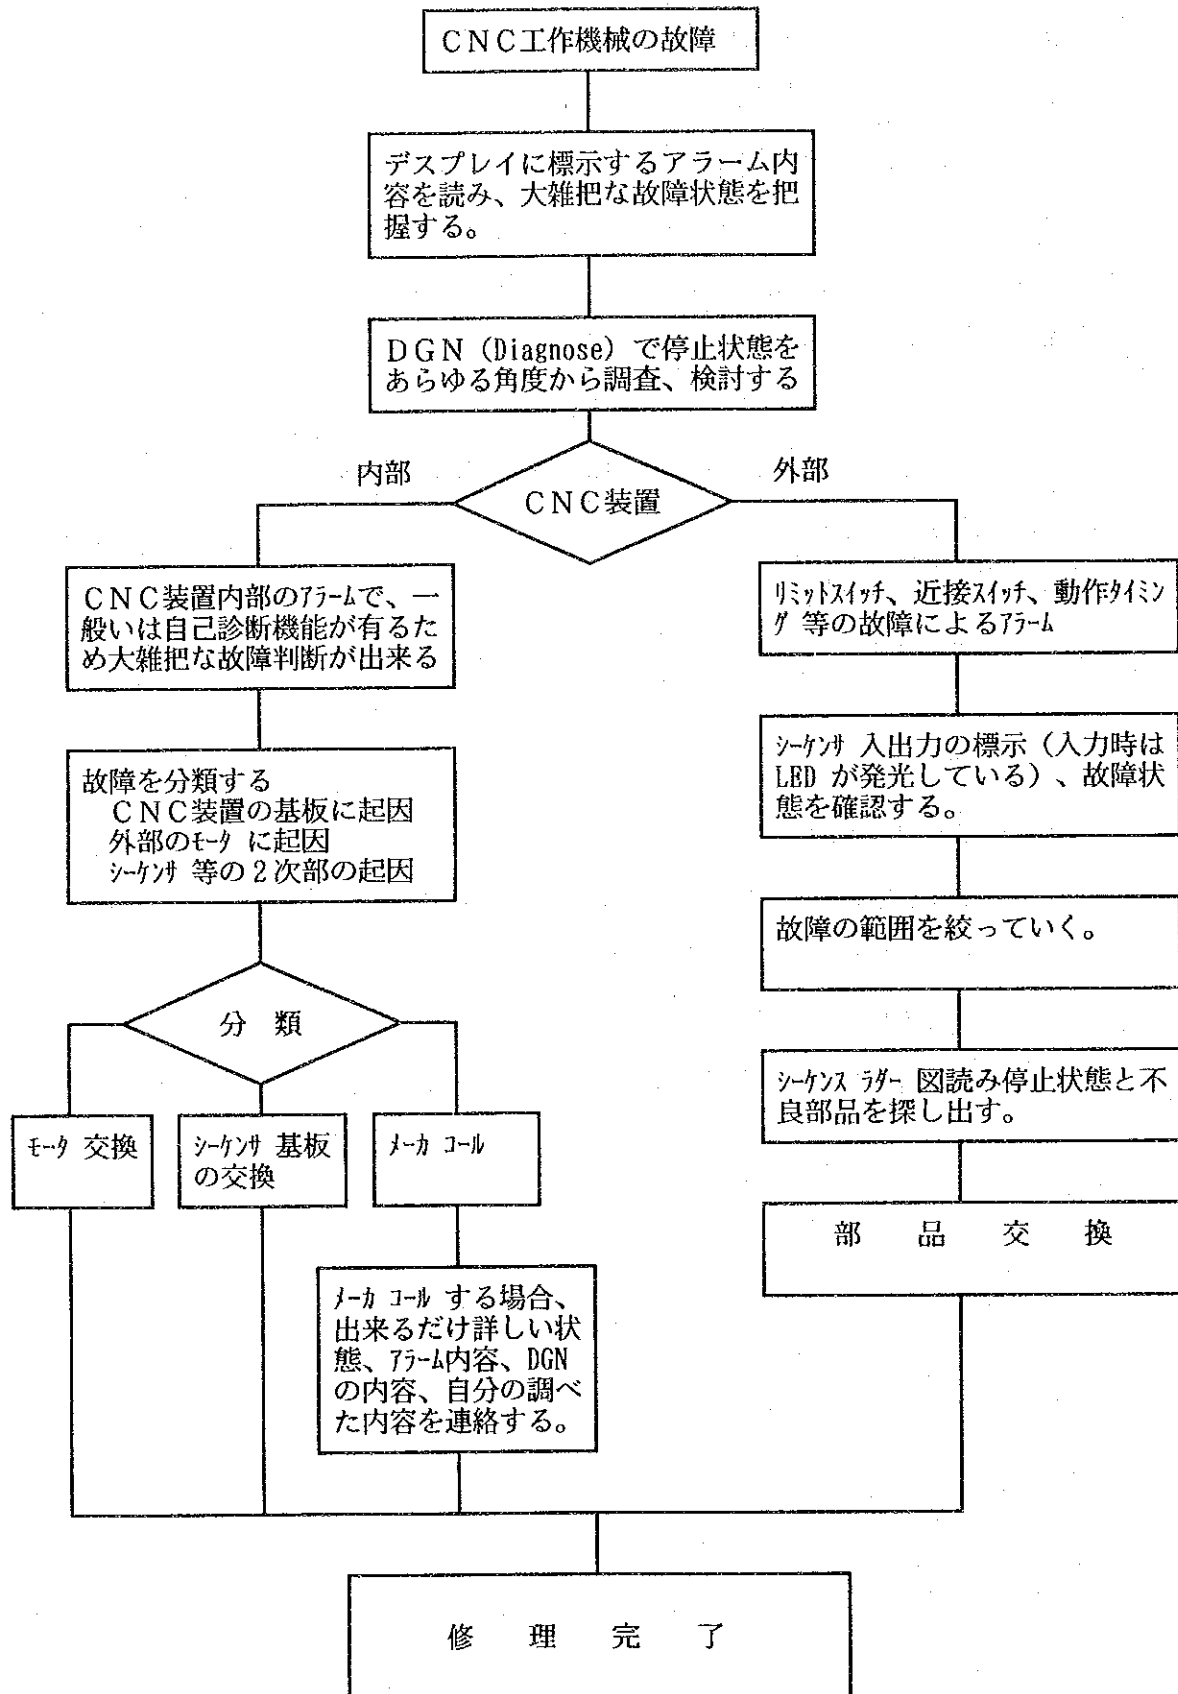 CNC工作機械の故障
デスプレイに標示するアラーム内
容を読み、大雑把な故障状態を把
握する。
DGN (Diagnose) で停止状態を
あらゆる角度から調査、検討する
内部
外部
CNC装置
CNC装置内部のｱﾗｰﾑで、一
般いは自己診断機能が有るた
め大雑把な故障判断が出来る
故障を分類する
CNC装置の基板に起因
外部のﾓｰﾀ に起因
ｼｰｹﾝｻ 等の2次部の起因
分 類
ﾓｰﾀ 交換
ｼｰｹﾝｻ 基板
の交換
ﾒｰｶ ｺｰﾙ
ﾒｰｶ ｺｰﾙ する場合、
出来るだけ詳しい状
態、ｱﾗｰﾑ内容、DGN
の内容、自分の調べ
た内容を連絡する。
ﾘﾐｯﾄｽｲｯﾁ、近接ｽｲｯﾁ、動作ﾀｲﾐﾝ
ｸﾞ 等の故障によるｱﾗｰﾑ
ｼｰｹﾝｻ 入出力の標示（入力時は
LED が発光している）、故障状
態を確認する。
故障の範囲を絞っていく。
ｼｰｹﾝｽ ﾗﾀﾞｰ 図読み停止状態と不
良部品を探し出す。
部 品 交 換
修 理 完 了